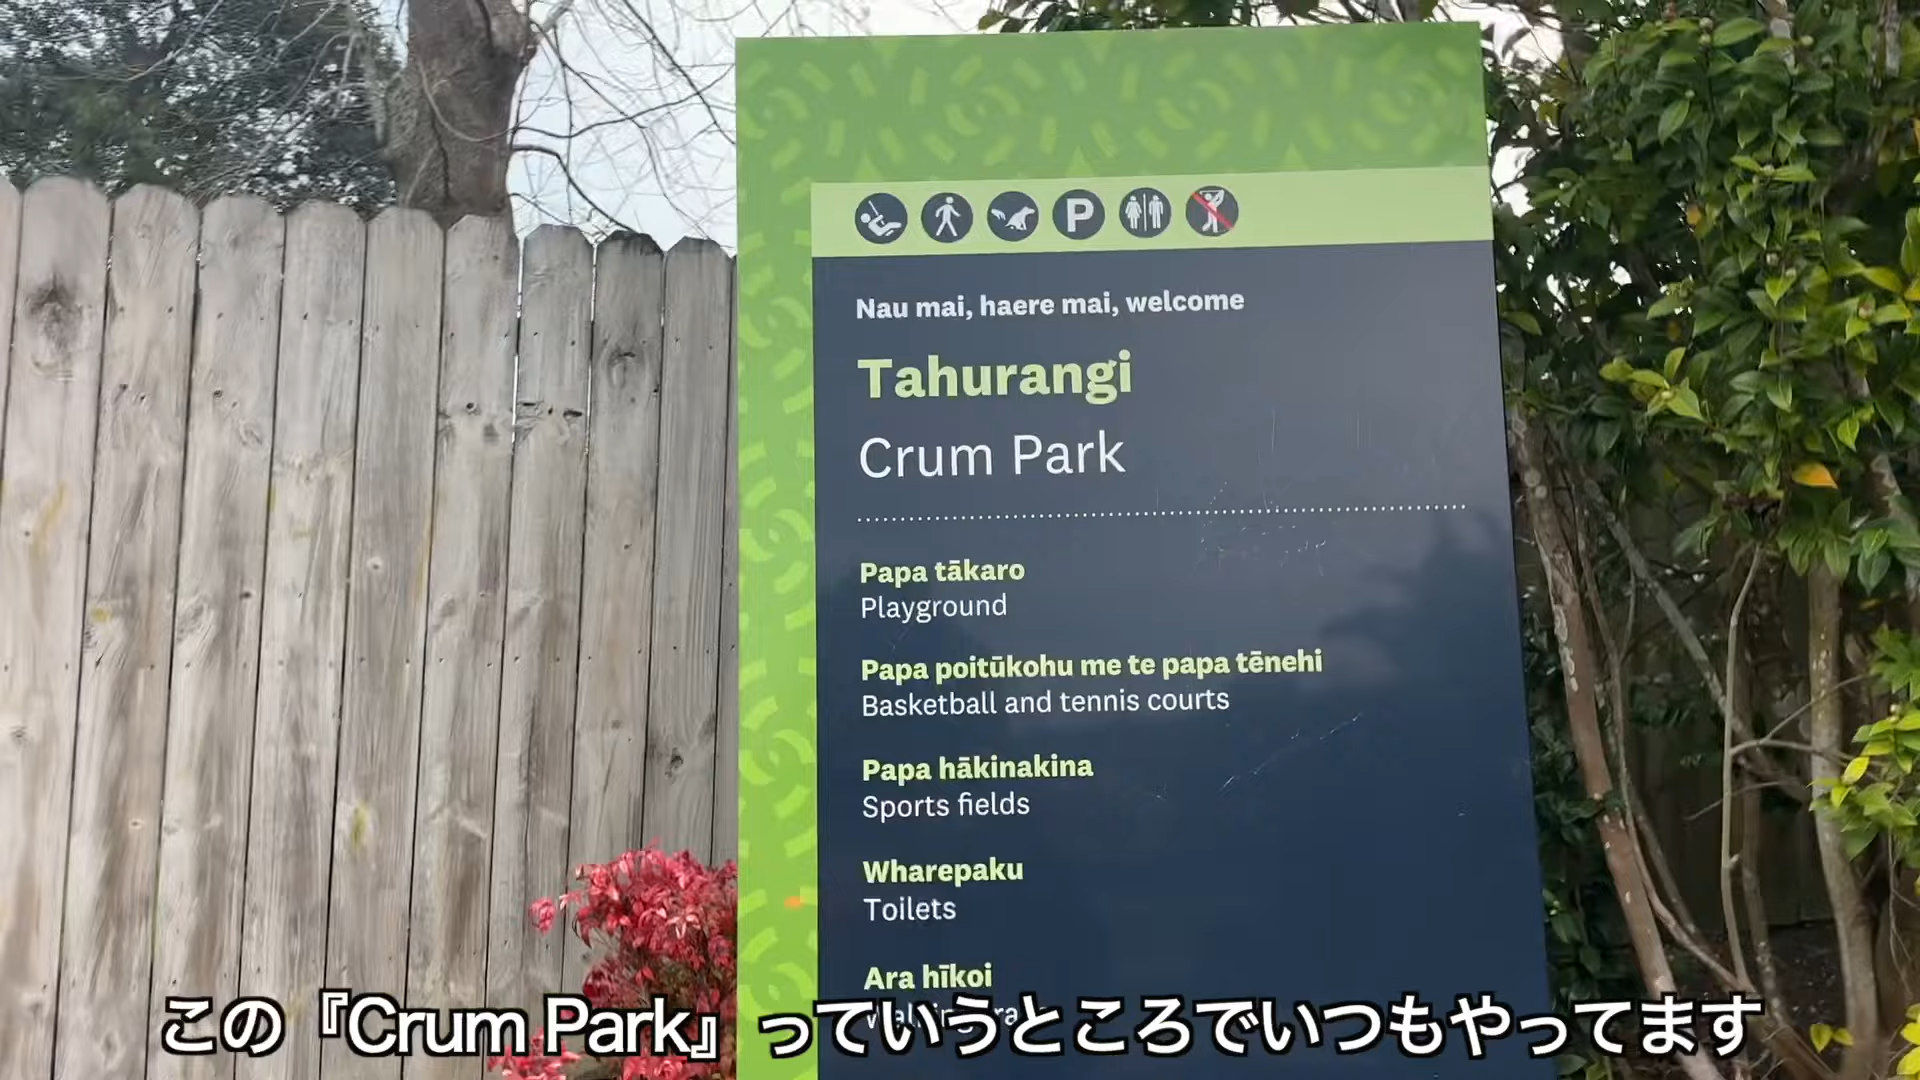 P
Nau mai, haere mai, welcome
Tahurangi
Crum Park
Papa tākaro
Playground
Papa poitūkohu me te papa tēnehi
Basketball and tennis courts
Papa hākinakina
Sports fields
Wharepaku
Toilets
Ara hīkoi
この『Crum Park』っていうところでいつもやってます